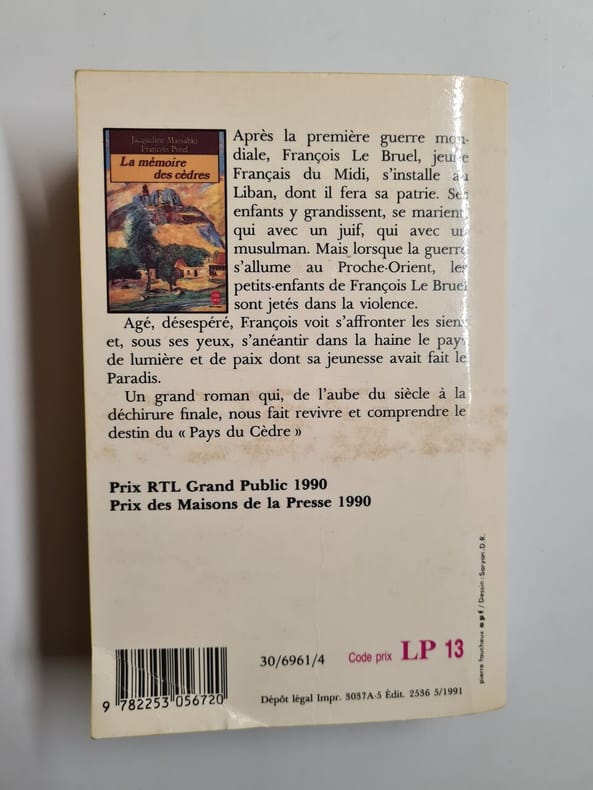 Jacqueline Massabki
François Porel
La mémoire
des cèdres
Après la première guerre mon-
diale, François Le Bruel, jeune
Français du Midi, s'installe au
Liban, dont il fera sa patrie. Ses
enfants y grandissent, se marient,
qui avec un juif, qui avec un
musulman. Mais lorsque la guerre
s'allume au Proche-Orient, les
petits-enfants de François Le Bruel
sont jetés dans la violence.
Agé, désespéré, François voit s'affronter les siens
et, sous ses yeux, s'anéantir dans la haine le pays
de lumière et de paix dont sa jeunesse avait fait le
Paradis.
Un grand roman qui, de l'aube du siècle à la
déchirure finale, nous fait revivre et comprendre le
destin du « Pays du Cèdre »
Prix RTL Grand Public 1990
Prix des Maisons de la Presse 1990
pierre faucheux apf / Dessin : Saryan. D.R.
30/6961/4
Code prix LP 13
9 782253 056720
Dépôt légal Impr. 3037A-5 Édit. 2536 5/1991